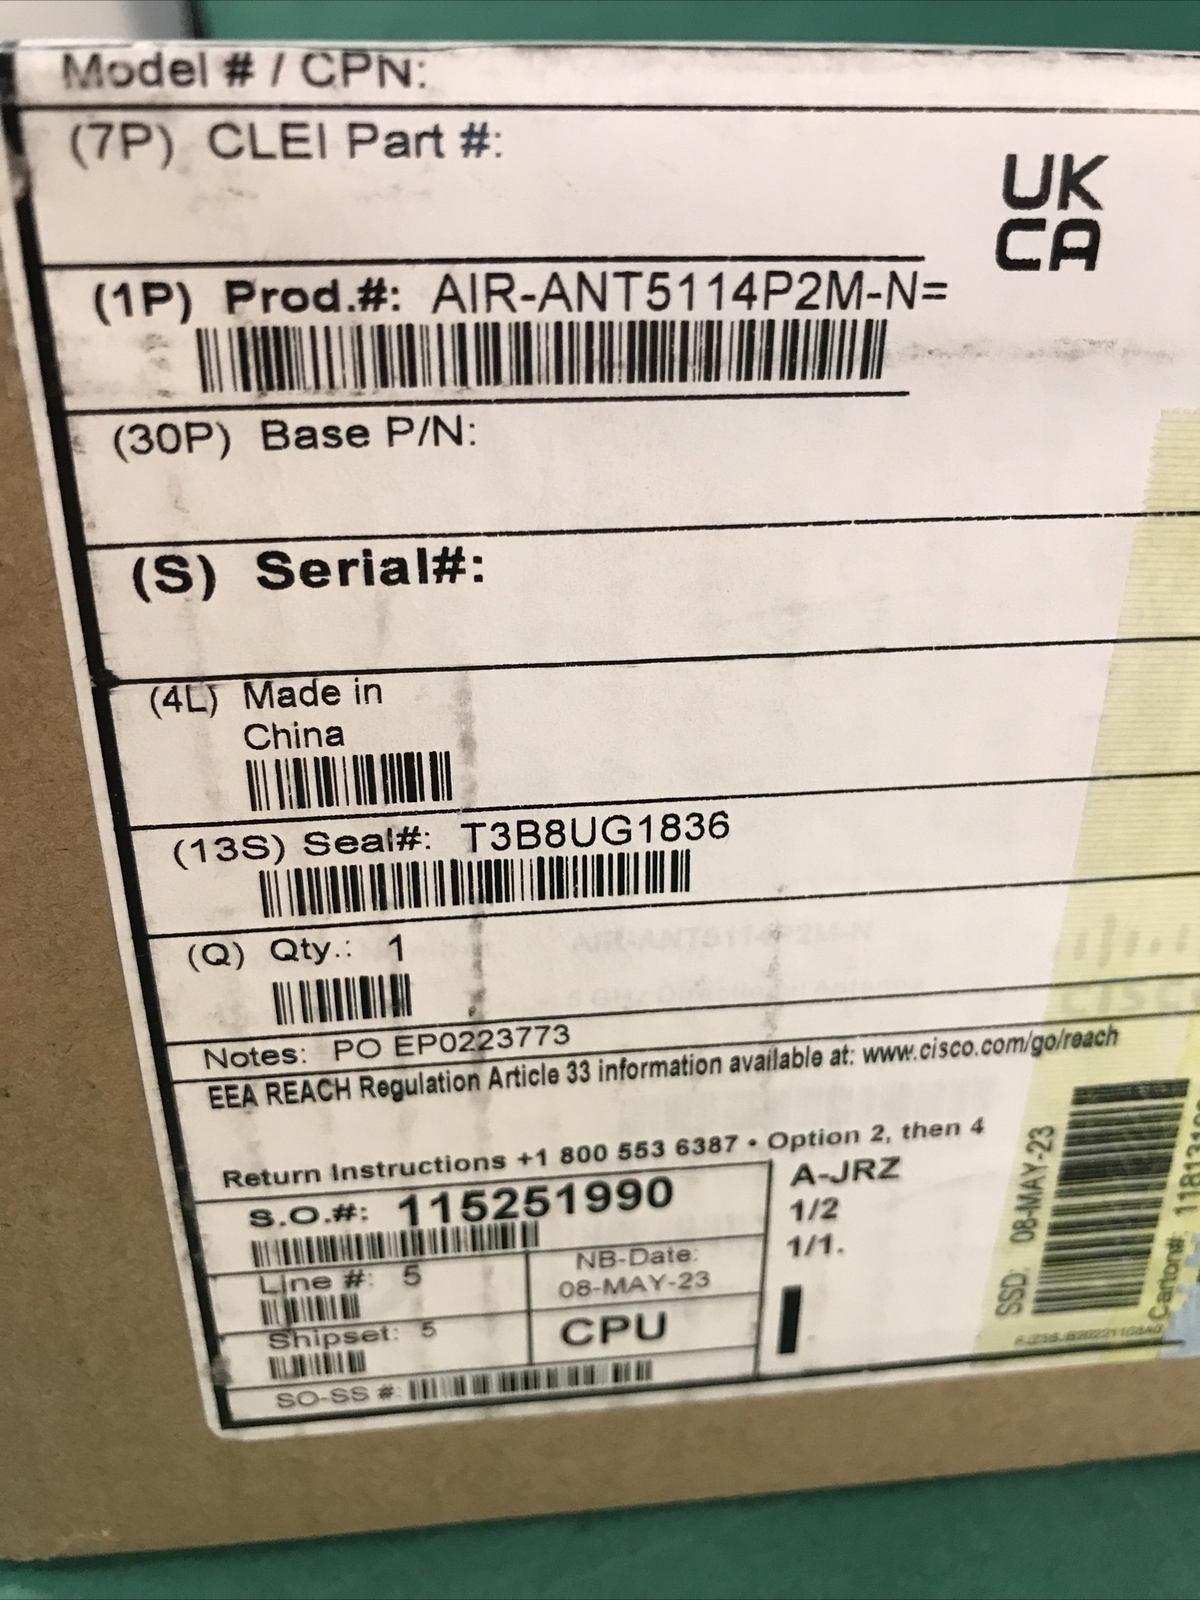 Model # / CPN:
(7P) CLEI Part #:
UK
CA
(1P) Prod.#: AIR-ANT5114P2M-N=
(30P) Base P/N:
(S) Serial#:
(4L) Made in
China
(13S) Seal#: T3B8UG1836
(Q) Qty.: 1
AIR-ANT5114P2M-N
Notes: PO EP0223773
EEA REACH Regulation Article 33 information available at: www.cisco.com/go/reach
Return Instructions +1 800 553 6387 • Option 2, then 4
S.O.#: 115251990
A-JRZ
1/2
1/1.
Line #: 5
NB-Date:
08-MAY-23
Shipset: 5
CPU
SO-SS #:
SSD: 08-MAY-23
Carton#: